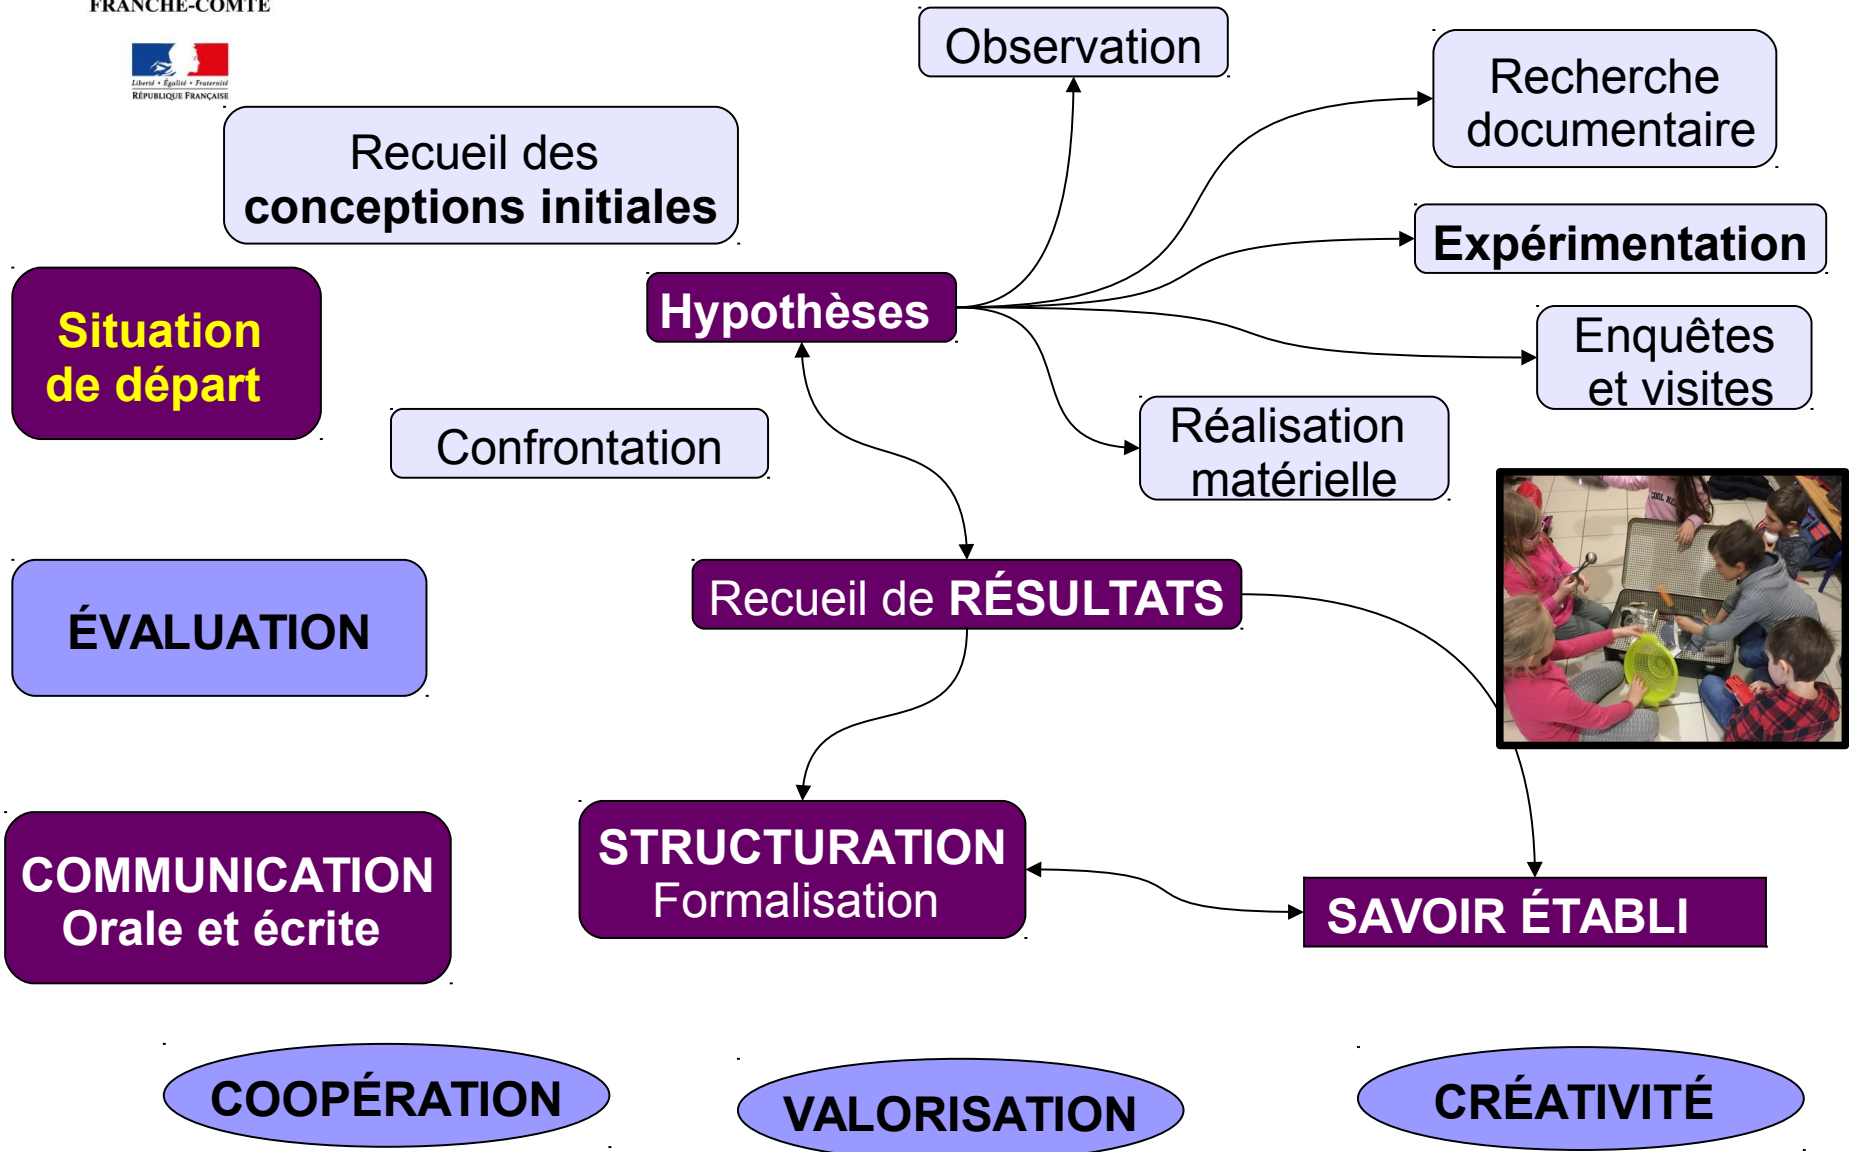 FRANCHE-COMTÉ
Liberté • Égalité • Fraternité
RÉPUBLIQUE FRANÇAISE
Observation
Recherche
documentaire
Recueil des
conceptions initiales
Expérimentation
Hypothèses
Situation
de départ
Enquêtes
et visites
Confrontation
Réalisation
matérielle
Recueil de RÉSULTATS
ÉVALUATION
STRUCTURATION
Formalisation
COMMUNICATION
Orale et écrite
SAVOIR ÉTABLI
COOPÉRATION
VALORISATION
CRÉATIVITÉ